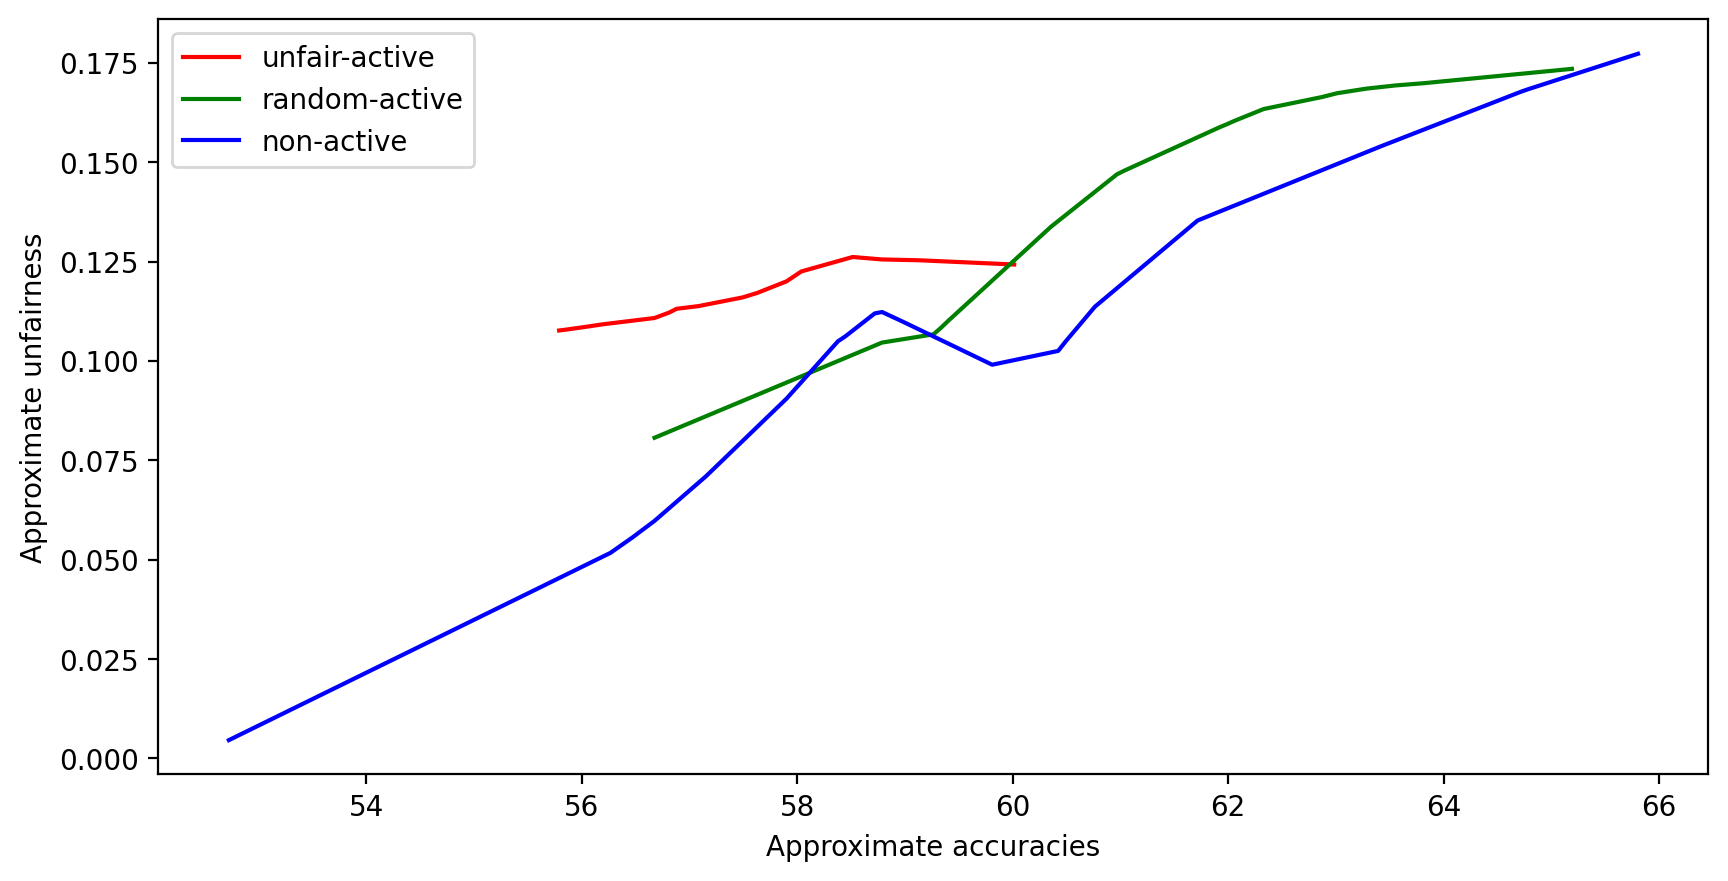 unfair-active
random-active
non-active
0.175
0.150
0.125
0.100
0.075
0.050
0.025
0.000
Approximate unfairness
54 56 58 60 62 64 66
Approximate accuracies